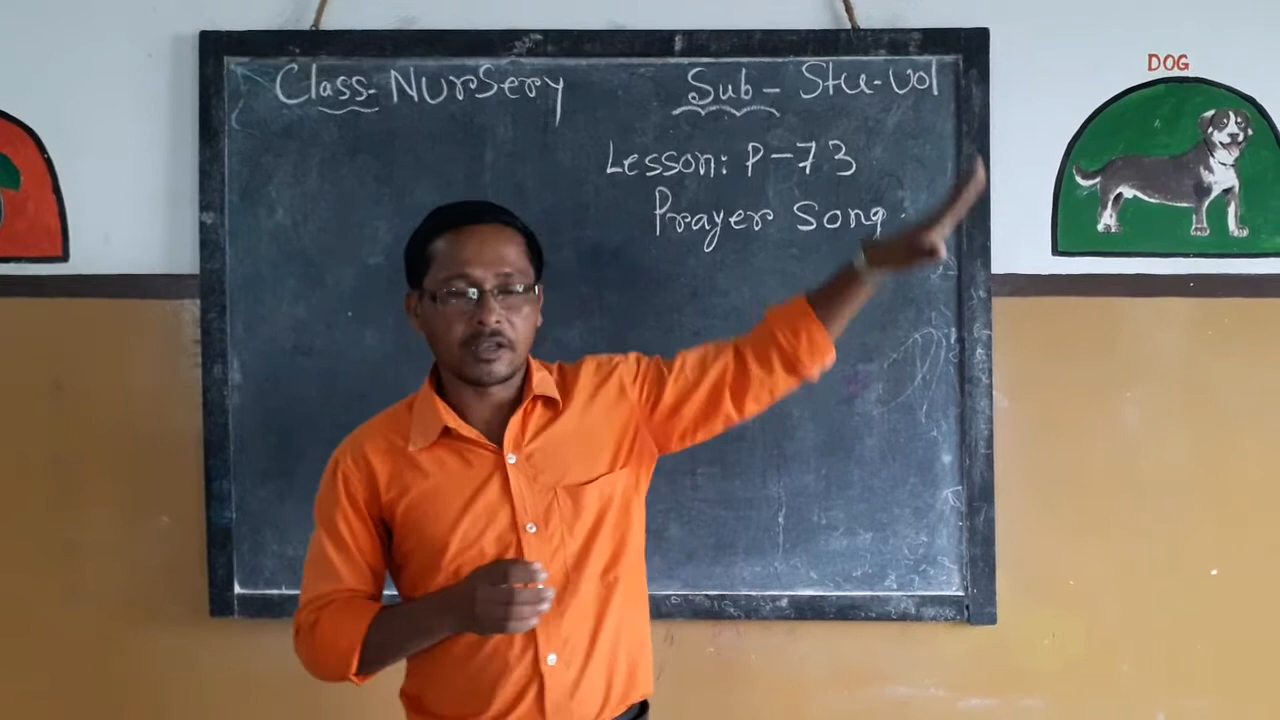 Class- Nursery
Sub- Stu-vol
Lesson: P-73
Prayer Song.
DOG